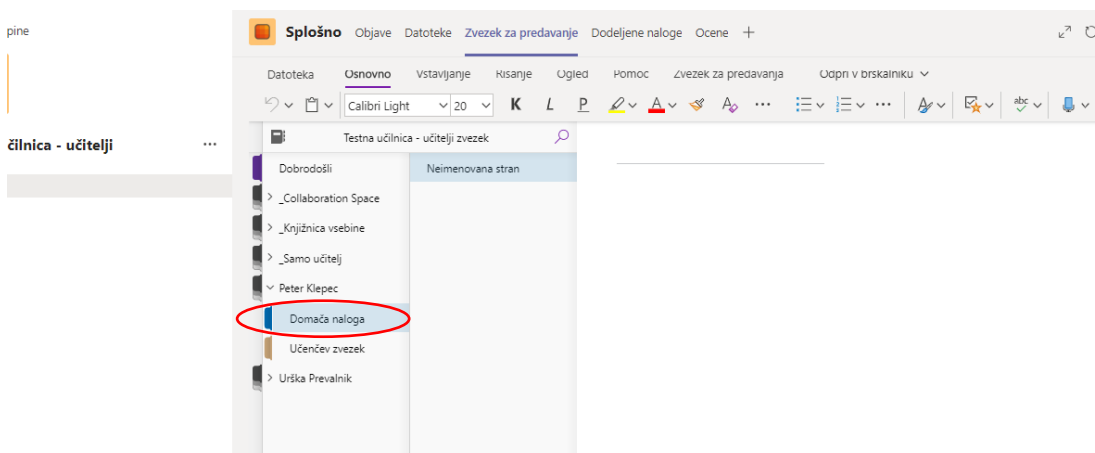 pine
čilnica - učitelji
Splošno Objave Datoteke Zvezek za predavanje Dodeljene naloge Ocene
Datoteka Osnovno Vstavljanje Risanje Ogled Pomoc Zvezek za predavanja Odpri v brskalniku
Calibri Light 20 K L P A A abc
Testna učilnica - učitelji zvezek
Dobrodošli
Neimenovana stran
_Collaboration Space
_Knjižnica vsebine
_Samo učitelj
Peter Klepec
Domača naloga
Učenčev zvezek
Urška Prevalnik